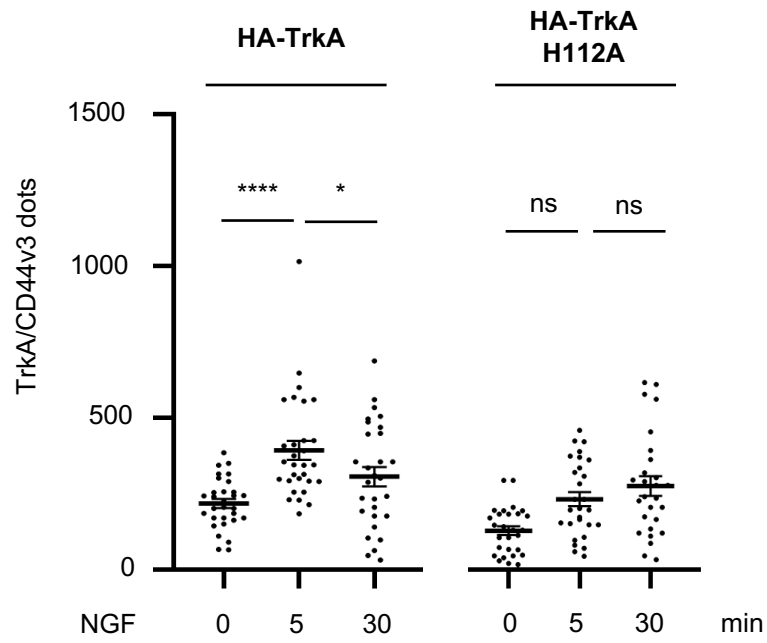 HA-TrkA
HA-TrkA
H112A
1500
1000
500
0
TrkA/CD44v3 dots
**** *
ns ns
NGF 0 5 30 0 5 30 min